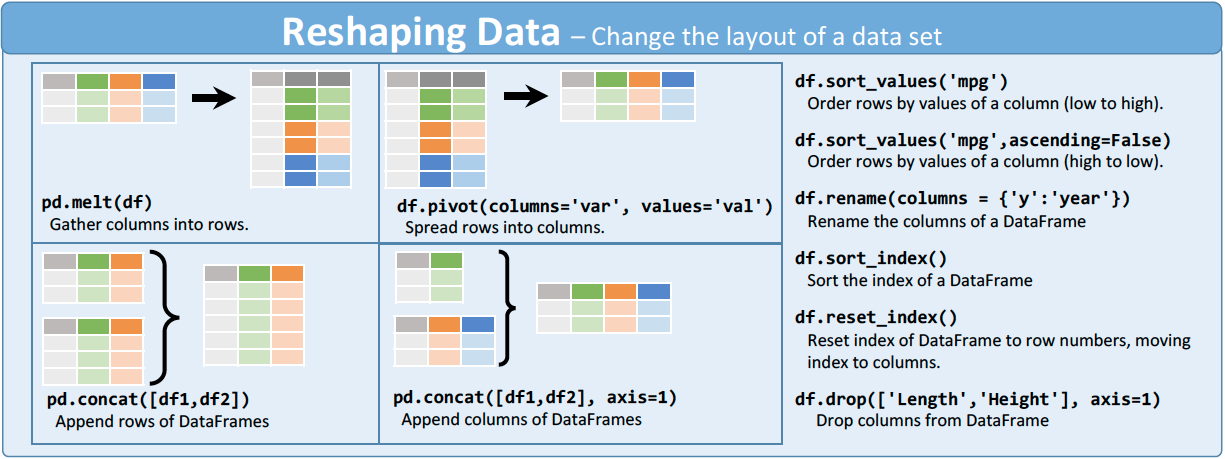 Reshaping Data – Change the layout of a data set
pd.melt(df)
Gather columns into rows.
df.pivot(columns='var', values='val')
Spread rows into columns.
pd.concat([df1,df2])
Append rows of DataFrames
pd.concat([df1,df2], axis=1)
Append columns of DataFrames
df.sort_values('mpg')
Order rows by values of a column (low to high).
df.sort_values('mpg',ascending=False)
Order rows by values of a column (high to low).
df.rename(columns = {'y':'year'})
Rename the columns of a DataFrame
df.sort_index()
Sort the index of a DataFrame
df.reset_index()
Reset index of DataFrame to row numbers, moving
index to columns.
df.drop(['Length','Height'], axis=1)
Drop columns from DataFrame